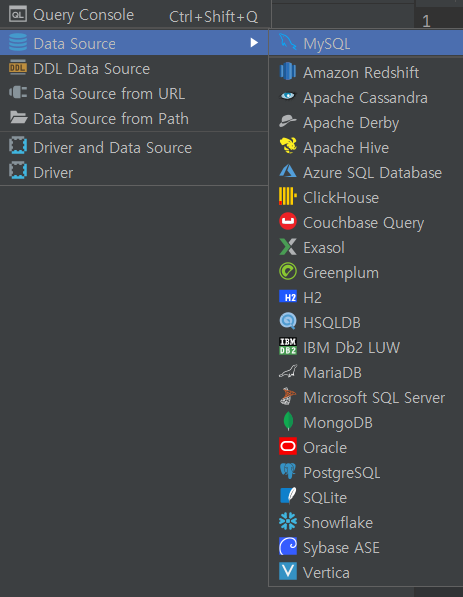 QL Query Console Ctrl+Shift+Q
1
Data Source
DDL DDL Data Source
Data Source from URL
Data Source from Path
Driver and Data Source
Driver
MySQL
Amazon Redshift
Apache Cassandra
Apache Derby
Apache Hive
Azure SQL Database
ClickHouse
Couchbase Query
Exasol
Greenplum
H2 H2
HSQLDB
IBM DB2 IBM Db2 LUW
MariaDB
Microsoft SQL Server
MongoDB
Oracle
PostgreSQL
SQLite
Snowflake
Sybase ASE
Vertica